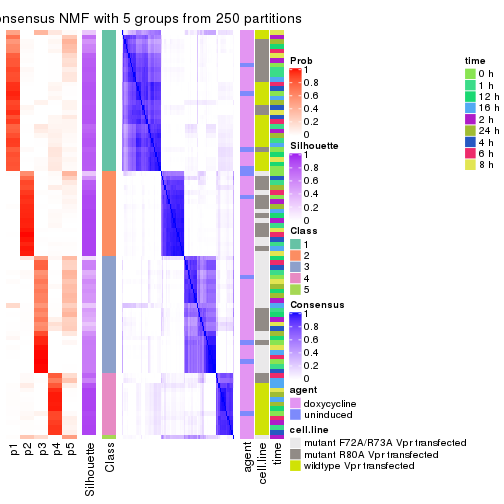 onsensus NMF with 5 groups from 250 partitions
Prob
1
0.8
0.6
0.4
0.2
0
Silhouette
1
0.8
0.6
0.4
0.2
0
Class
1
2
3
4
5
Consensus
1
0.8
0.6
0.4
0.2
0
agent
doxycycline
uninduced
cell.line
mutant F72A/R73A Vpr transfected
mutant R80A Vpr transfected
wildtype Vpr transfected
time
0 h
1 h
12 h
16 h
2 h
24 h
4 h
6 h
8 h
p1
p2
p3
p4
p5
Silhouette
Class
agent
cell.line
time